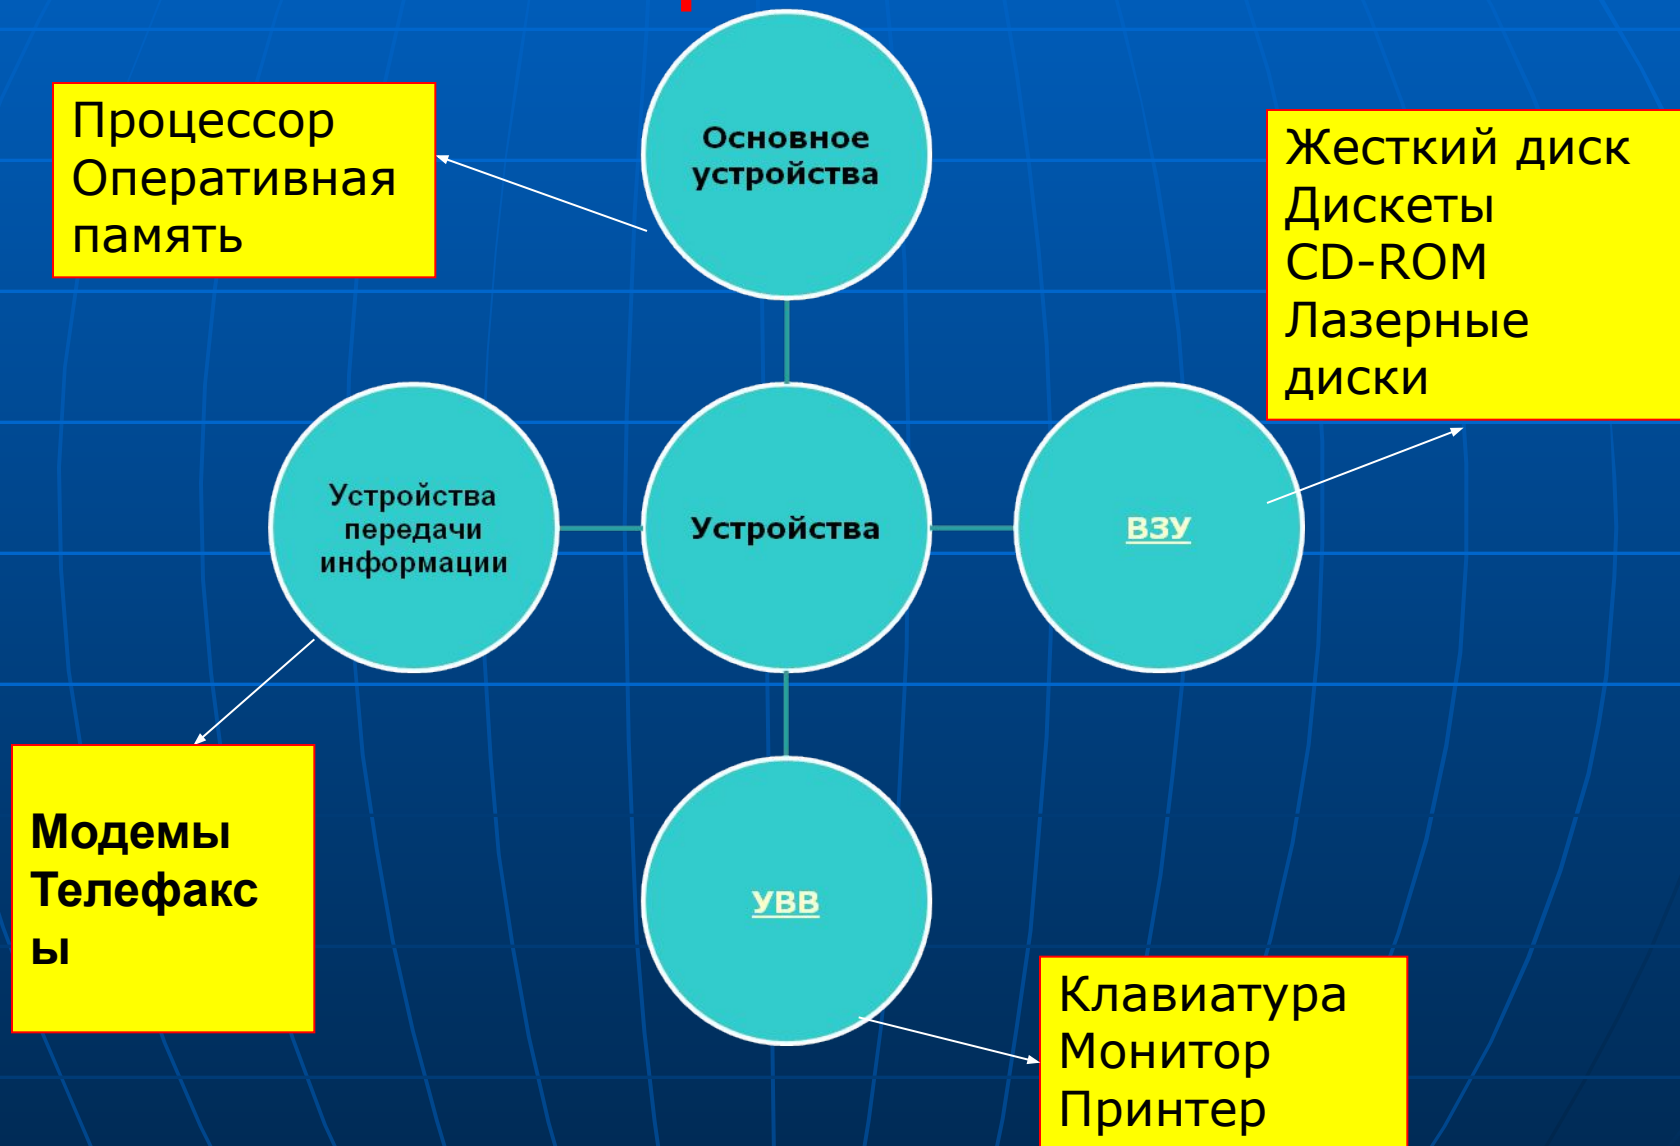 Процессор
Оперативная
память
Основное
устройства
Жесткий диск
Дискеты
CD-ROM
Лазерные
диски
Устройства
передачи
информации
Устройства
ВЗУ
Модемы
Телефакс
ы
УВВ
Клавиатура
Монитор
Принтер